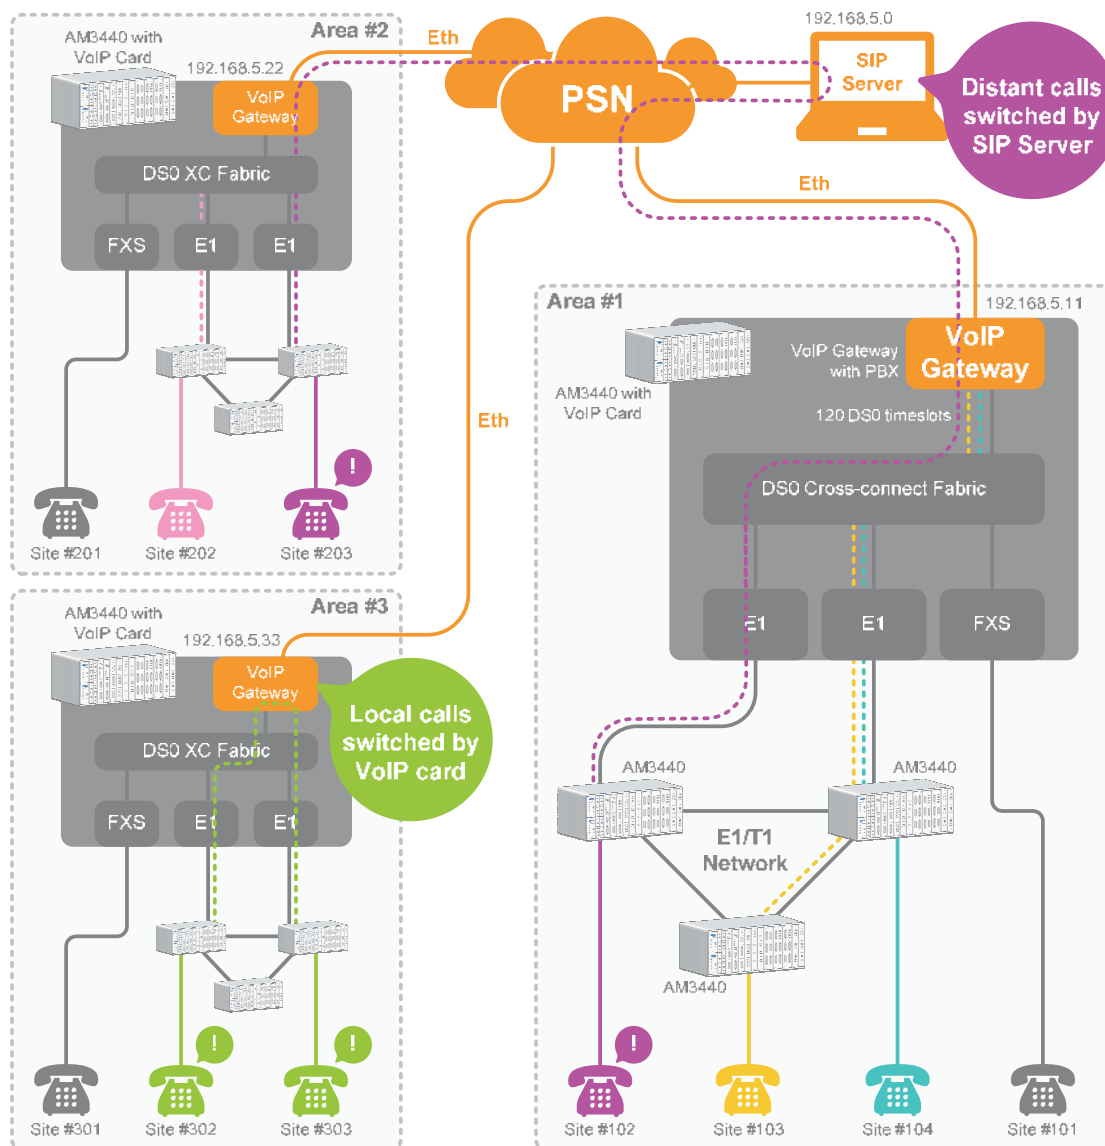 Area #2
AM3440 with
VoIP Card
192.168.5.22
VoIP
Gateway
DS0 XC Fabric
FXS
E1
E1
Site #201
Site #202
!
Site #203
Eth
PSN
192.168.5.0
SIP
Server
Distant calls
switched by
SIP Server
Eth
Eth
Area #3
AM3440 with
VoIP Card
192.168.5.33
VoIP
Gateway
Local calls
switched by
VoIP card
DS0 XC Fabric
FXS
E1
E1
!
!
Site #301
Site #302
Site #303
Area #1
192.168.5.11
AM3440 with
VoIP Card
VoIP Gateway
with PBX
VoIP
Gateway
120 DS0 timeslots
DS0 Cross-connect Fabric
E1
E1
FXS
AM3440
AM3440
E1/T1
Network
AM3440
!
Site #102
Site #103
Site #104
Site #101